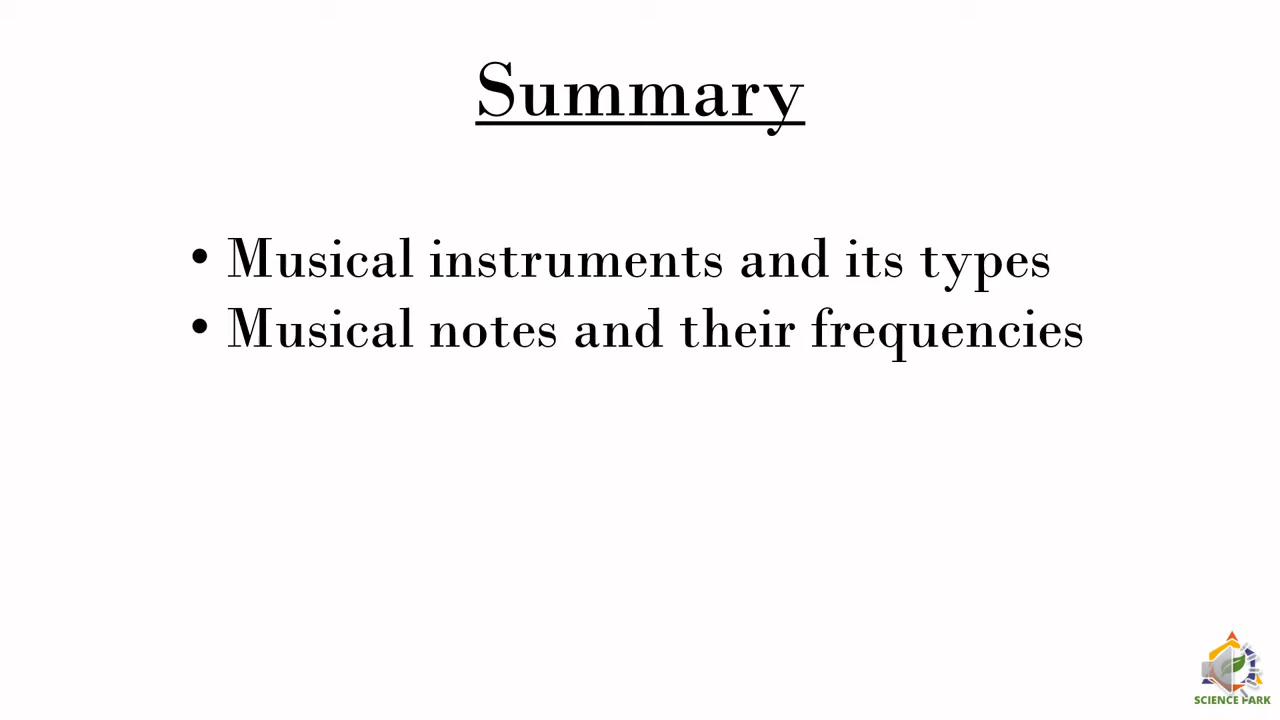 Summary
• Musical instruments and its types
• Musical notes and their frequencies
SCIENCE PARK